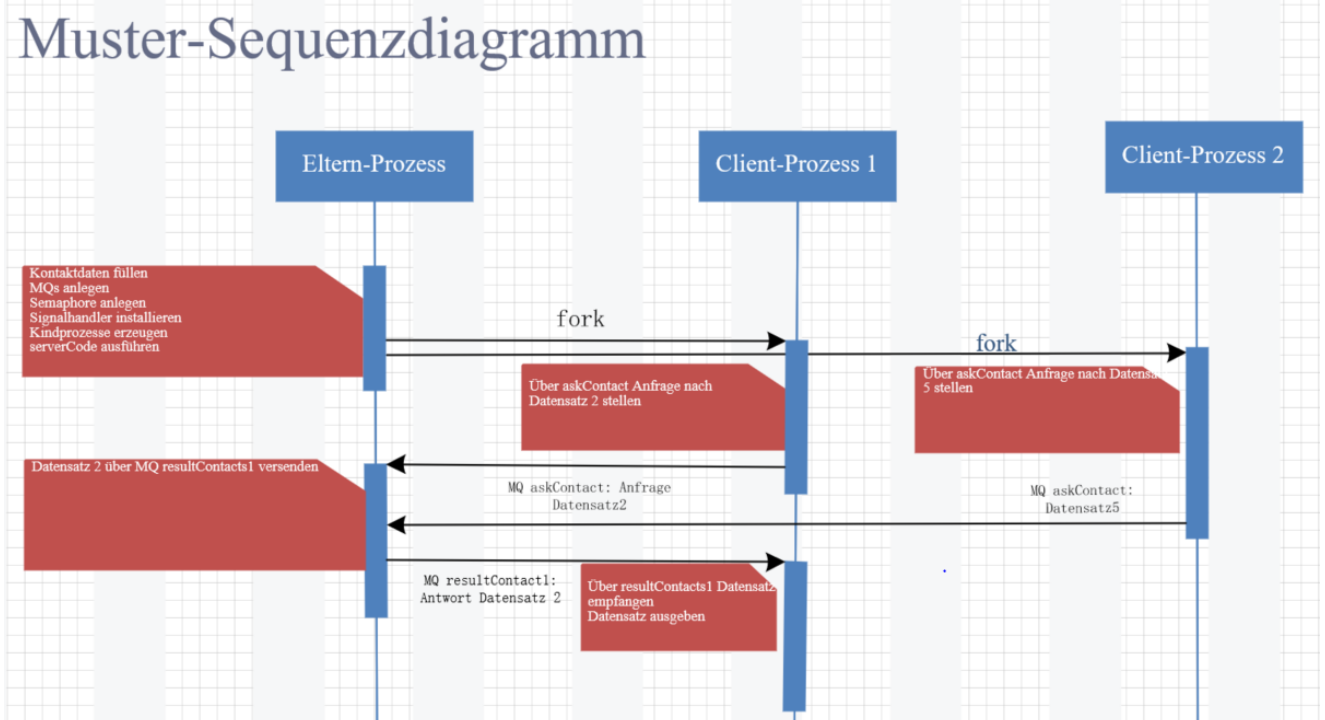 Muster-Sequenzdiagramm
Eltern-Prozess
Client-Prozess 1
Client-Prozess 2
Kontaktdaten füllen
MQs anlegen
Semaphore anlegen
Signalhandler installieren
Kindprozesse erzeugen
serverCode ausführen
fork
fork
Über askContact Anfrage nach
Datensatz 2 stellen
Über askContact Anfrage nach Datensa
5 stellen
Datensatz 2 über MQ resultContacts1 versenden
MQ askContact: Anfrage
Datensatz2
MQ askContact:
Datensatz5
MQ resultContact1:
Antwort Datensatz 2
Über resultContacts1 Datensatz
empfangen
Datensatz ausgeben